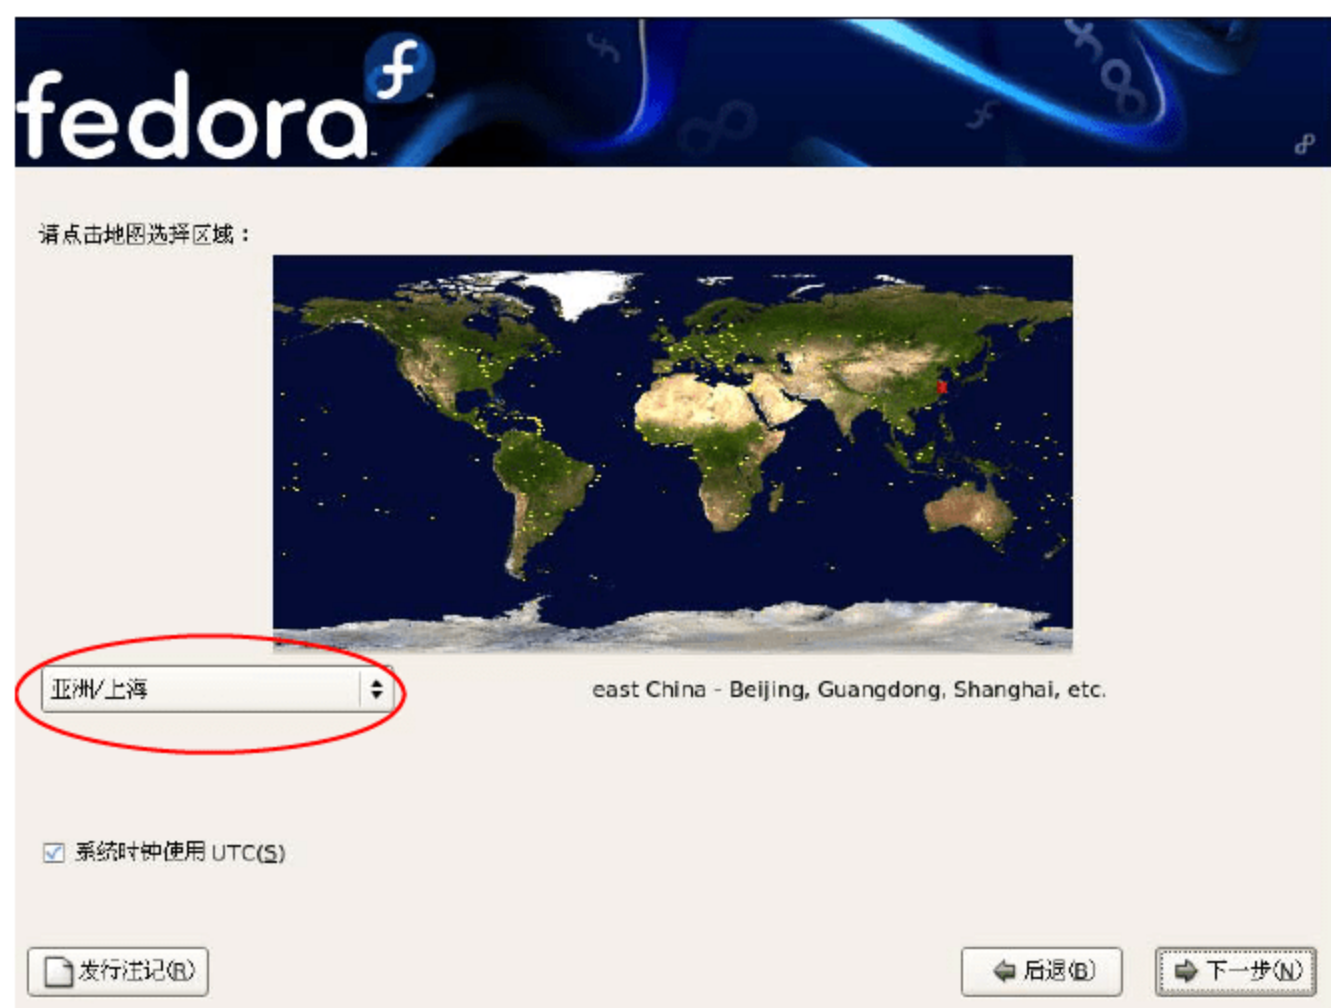 fedora
请点击地图选择区域：
亚洲/上海
east China - Beijing, Guangdong, Shanghai, etc.
系统时钟使用 UTC(S)
发行注记(R)
后退(B)
下一步(N)